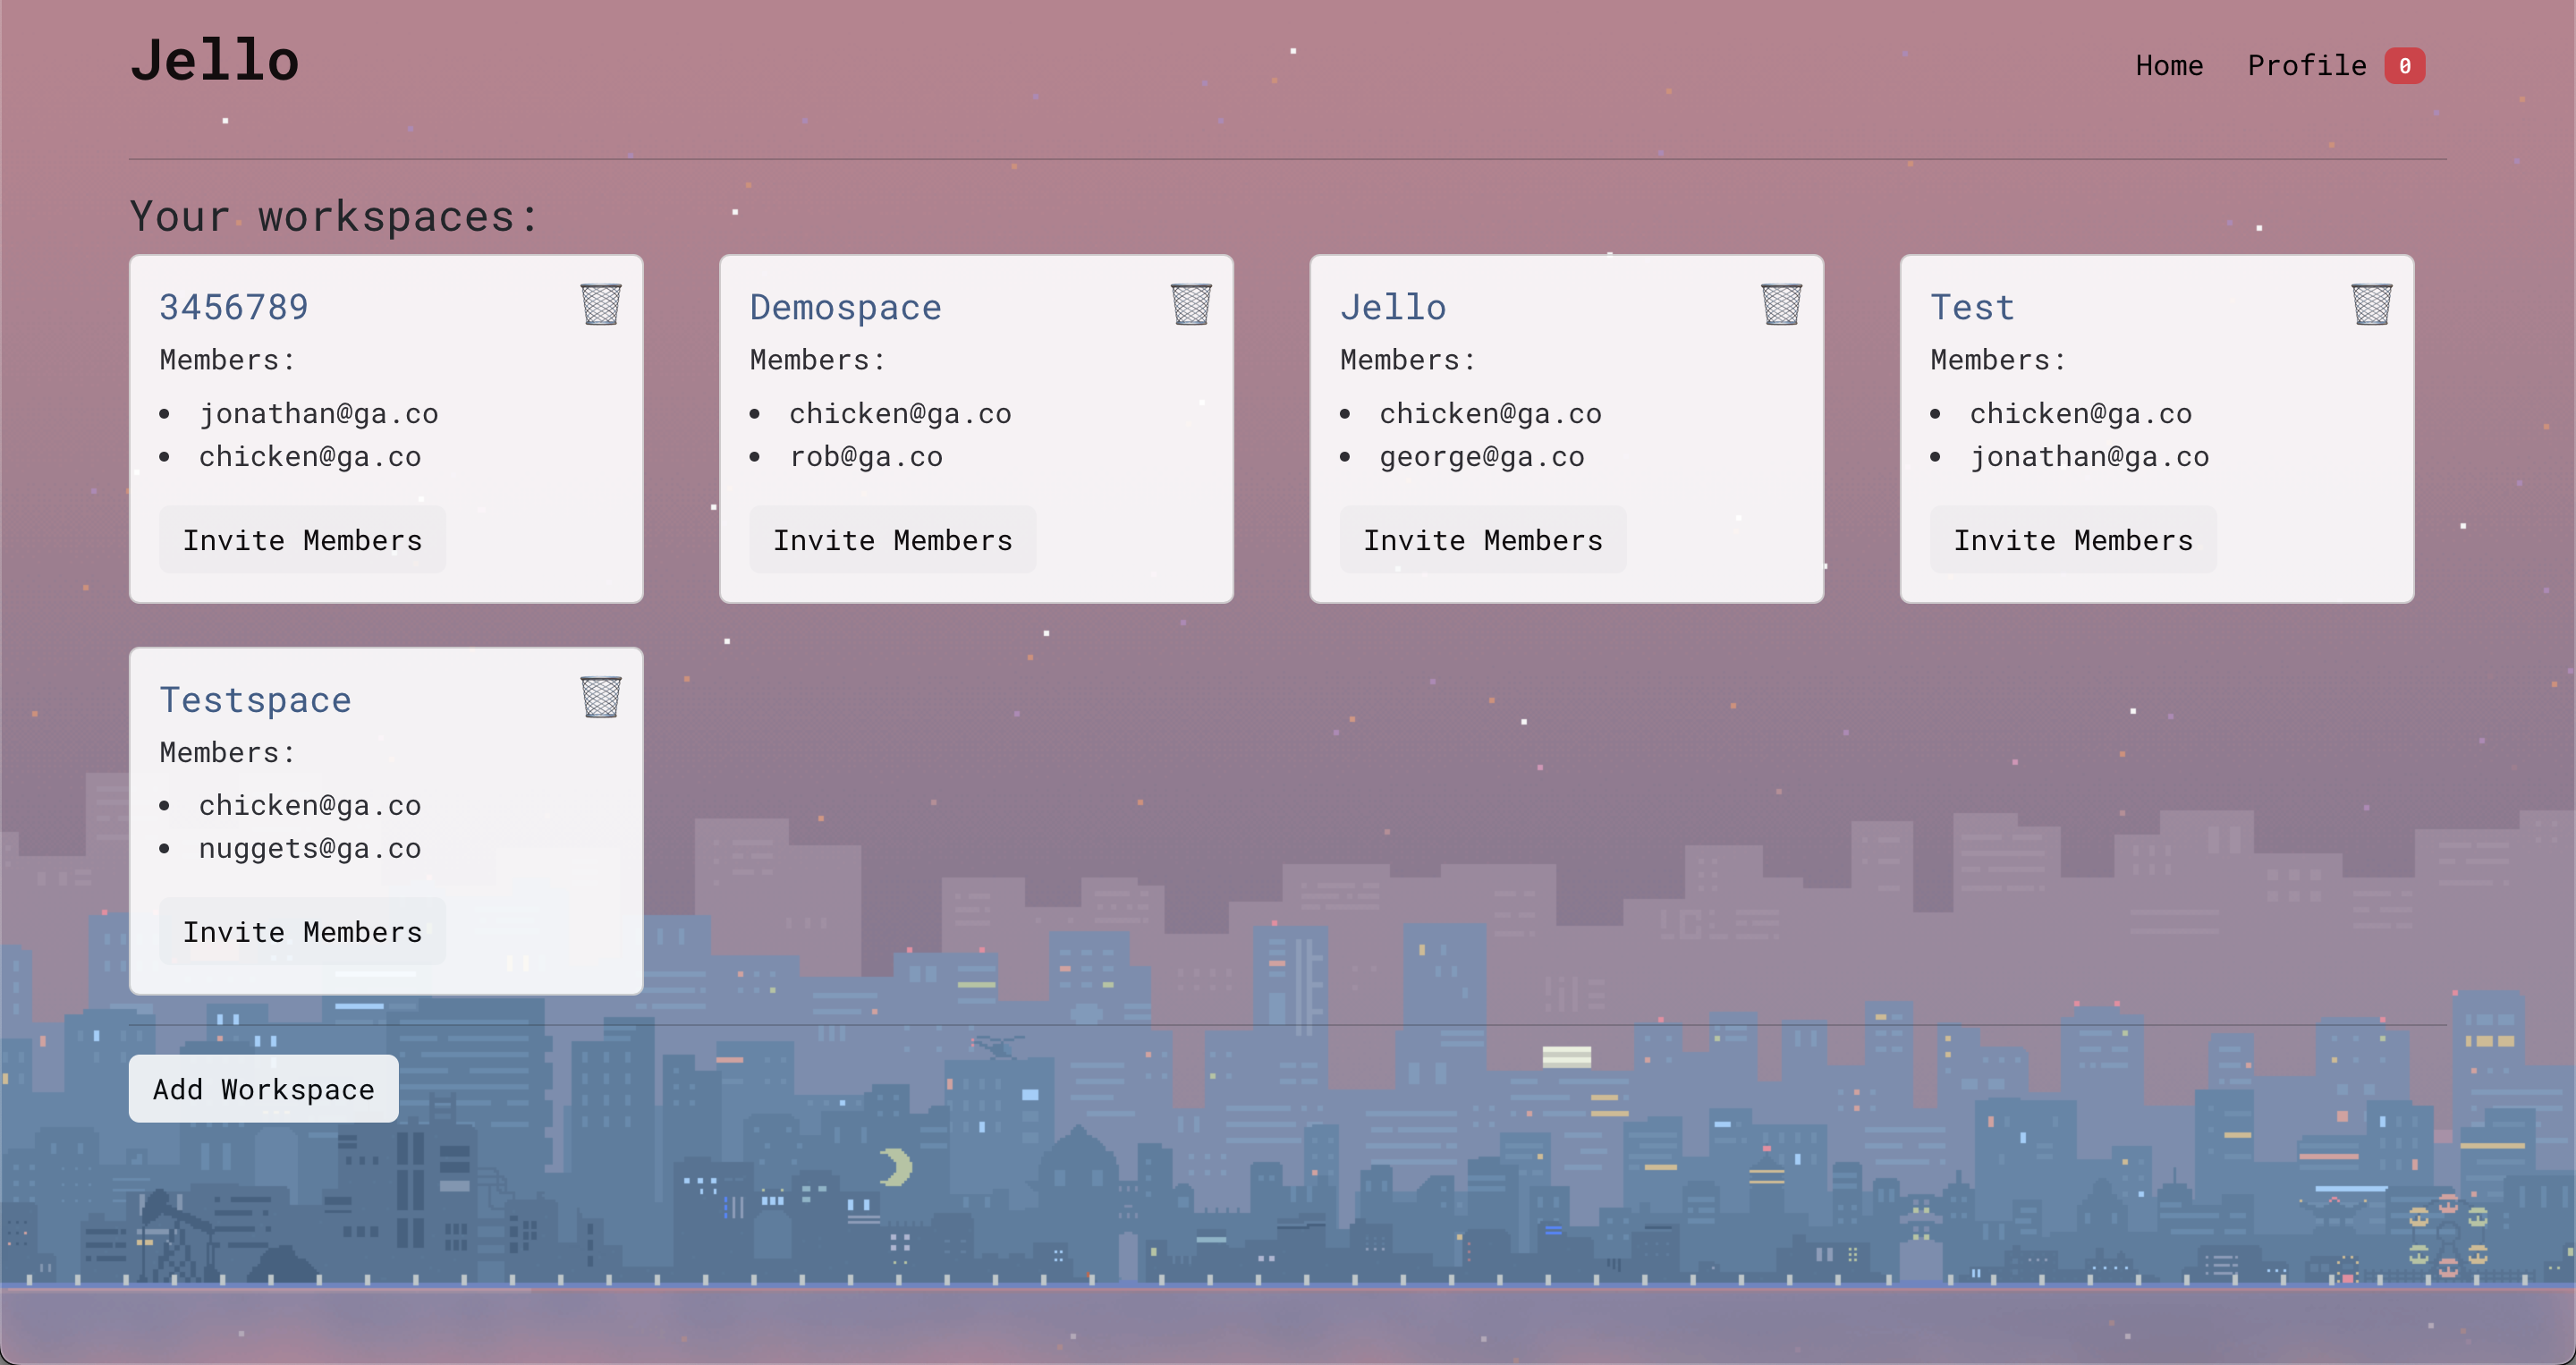 Jello
Home Profile 0
Your workspaces:
3456789
Members:
• jonathan@ga.co
• chicken@ga.co
Invite Members
Demospace
Members:
• chicken@ga.co
• rob@ga.co
Invite Members
Jello
Members:
• chicken@ga.co
• george@ga.co
Invite Members
Test
Members:
• chicken@ga.co
• jonathan@ga.co
Invite Members
Testspace
Members:
• chicken@ga.co
• nuggets@ga.co
Invite Members
Add Workspace